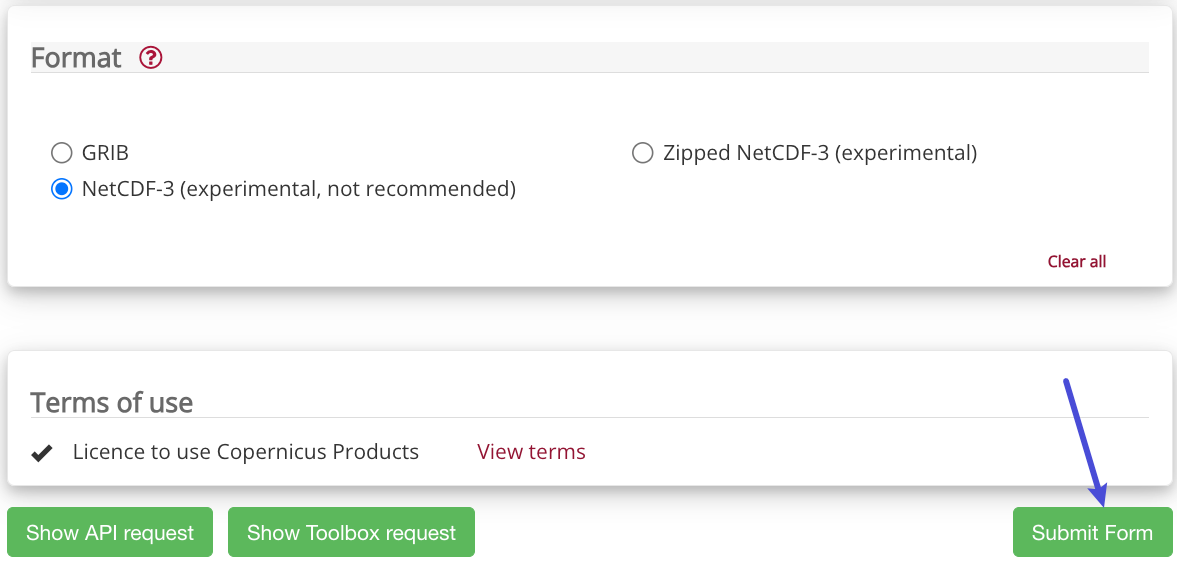 Format ?
GRIB
Zipped NetCDF-3 (experimental)
NetCDF-3 (experimental, not recommended)
Clear all
Terms of use
Licence to use Copernicus Products View terms
Show API request Show Toolbox request Submit Form